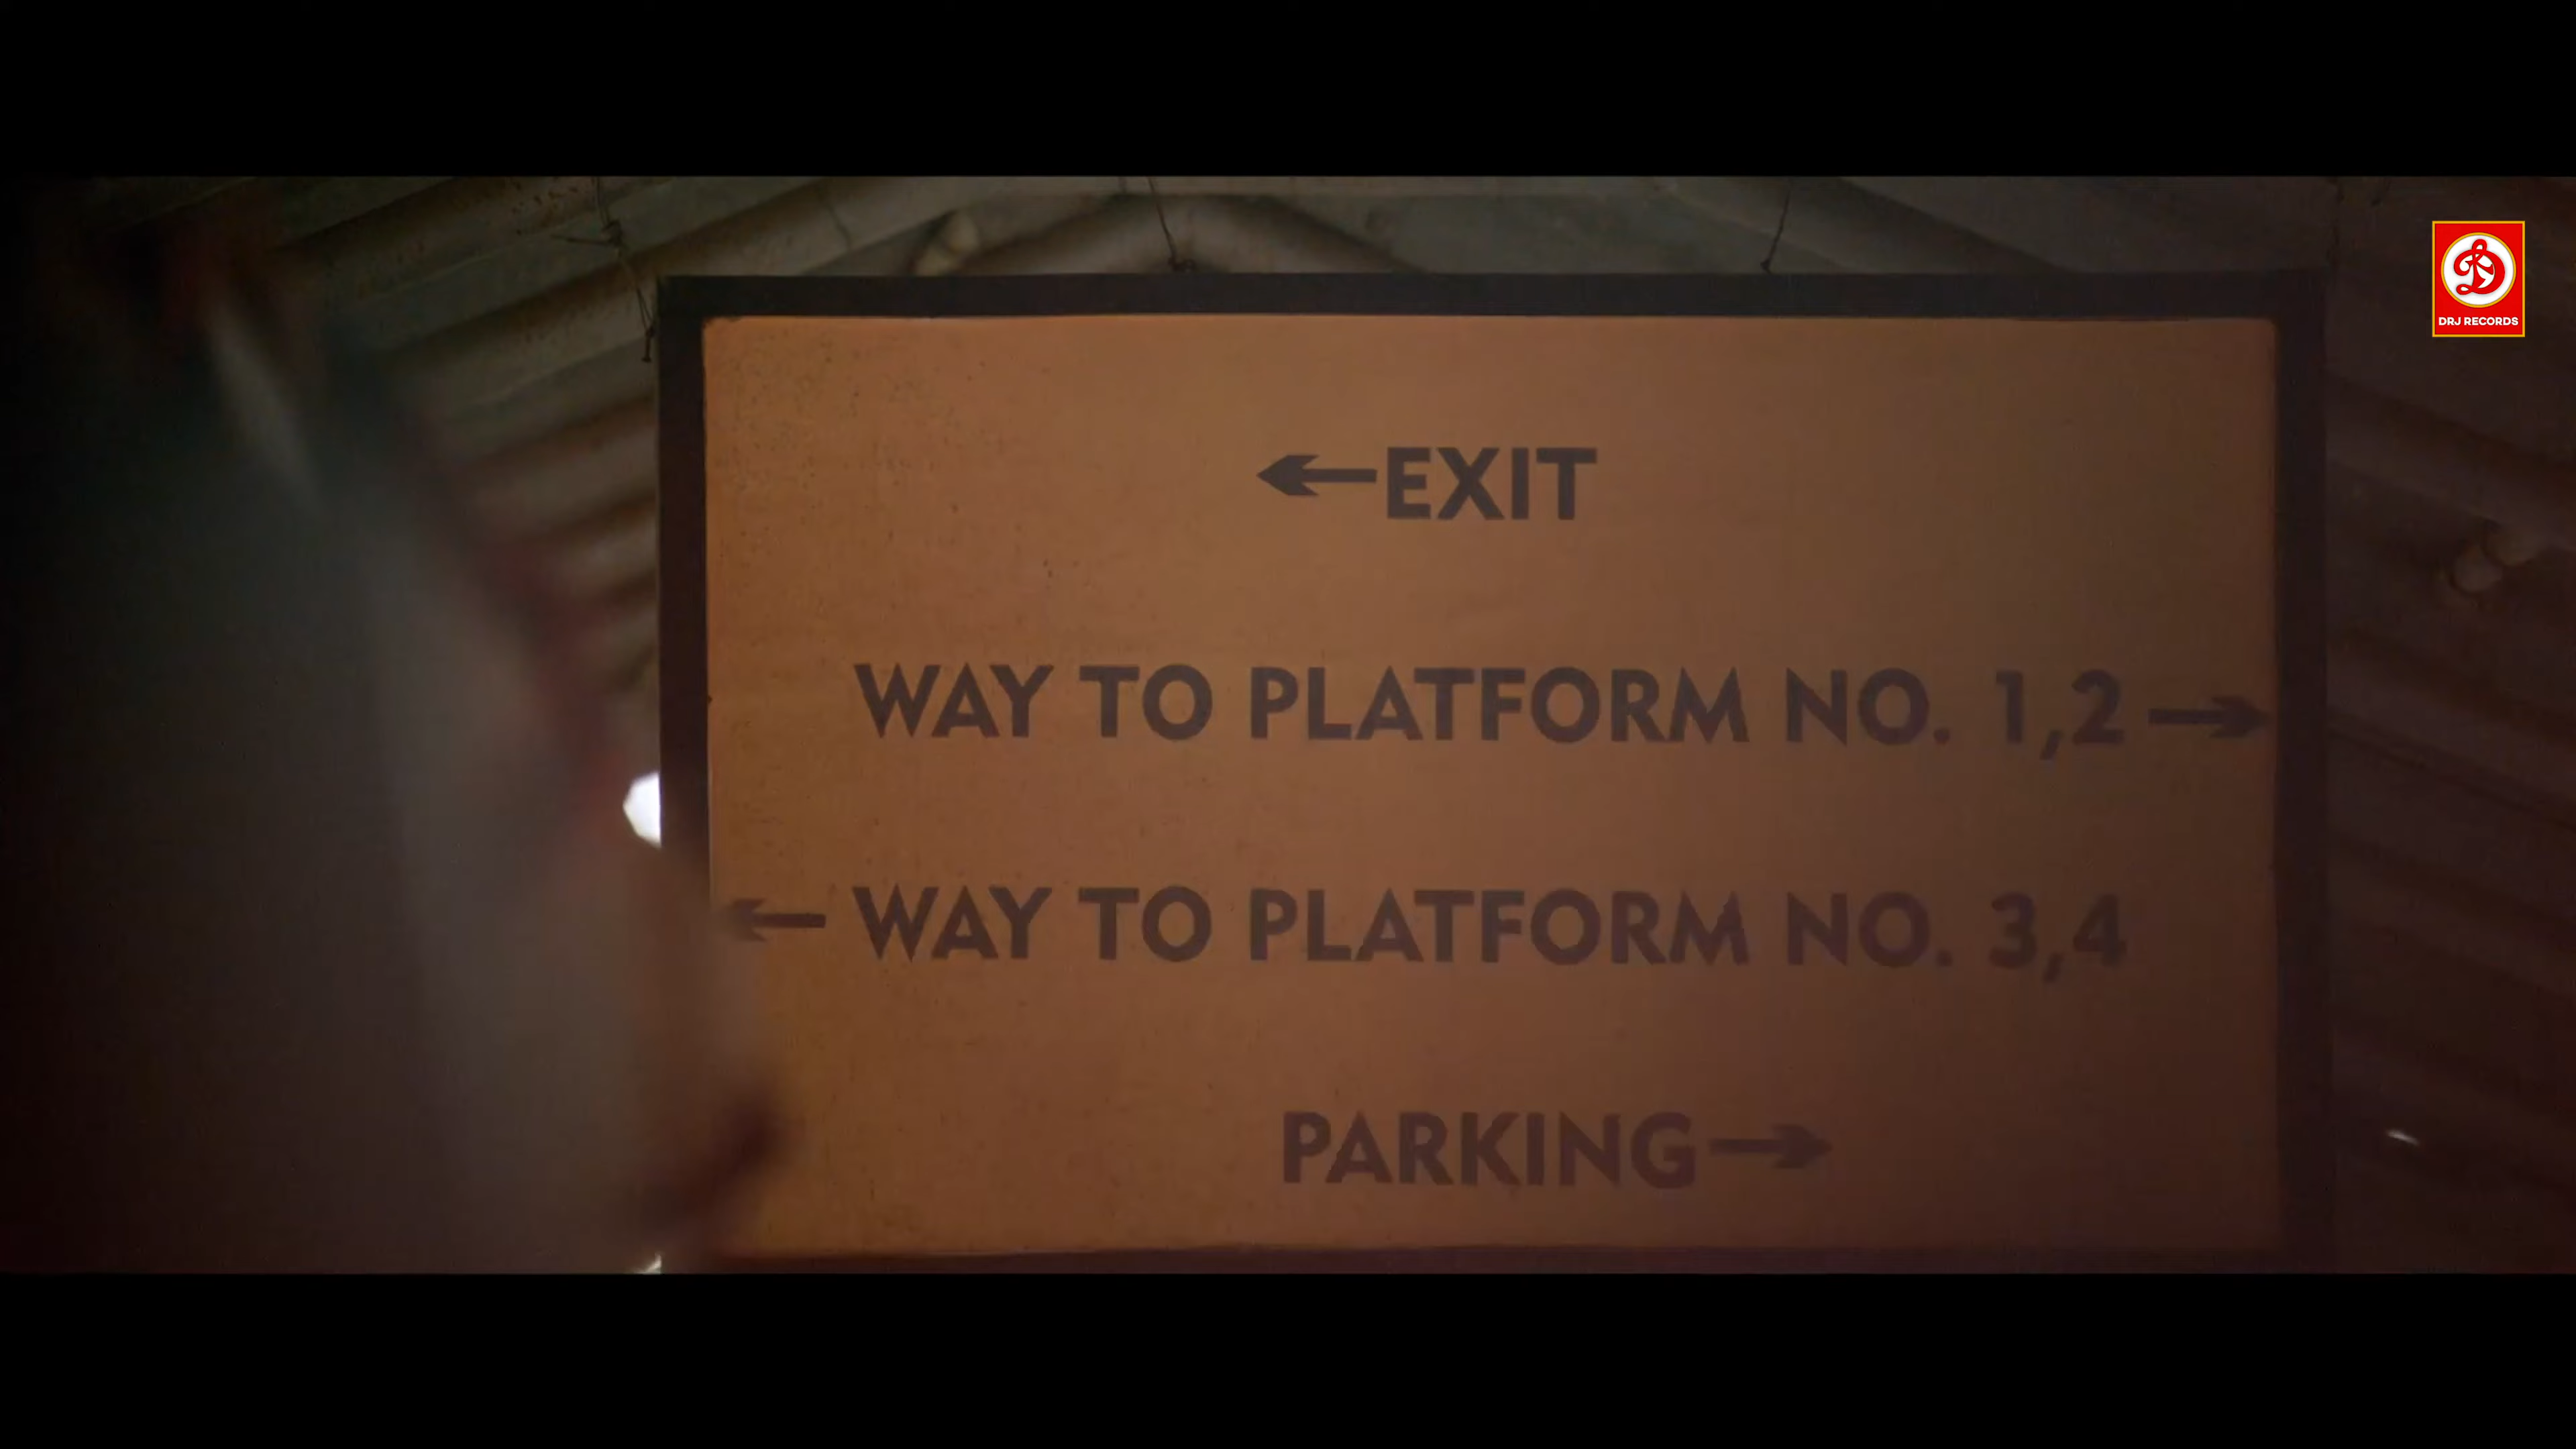 DRJ RECORDS
←EXIT
WAY TO PLATFORM NO. 1,2→
← WAY TO PLATFORM NO. 3,4
PARKING→